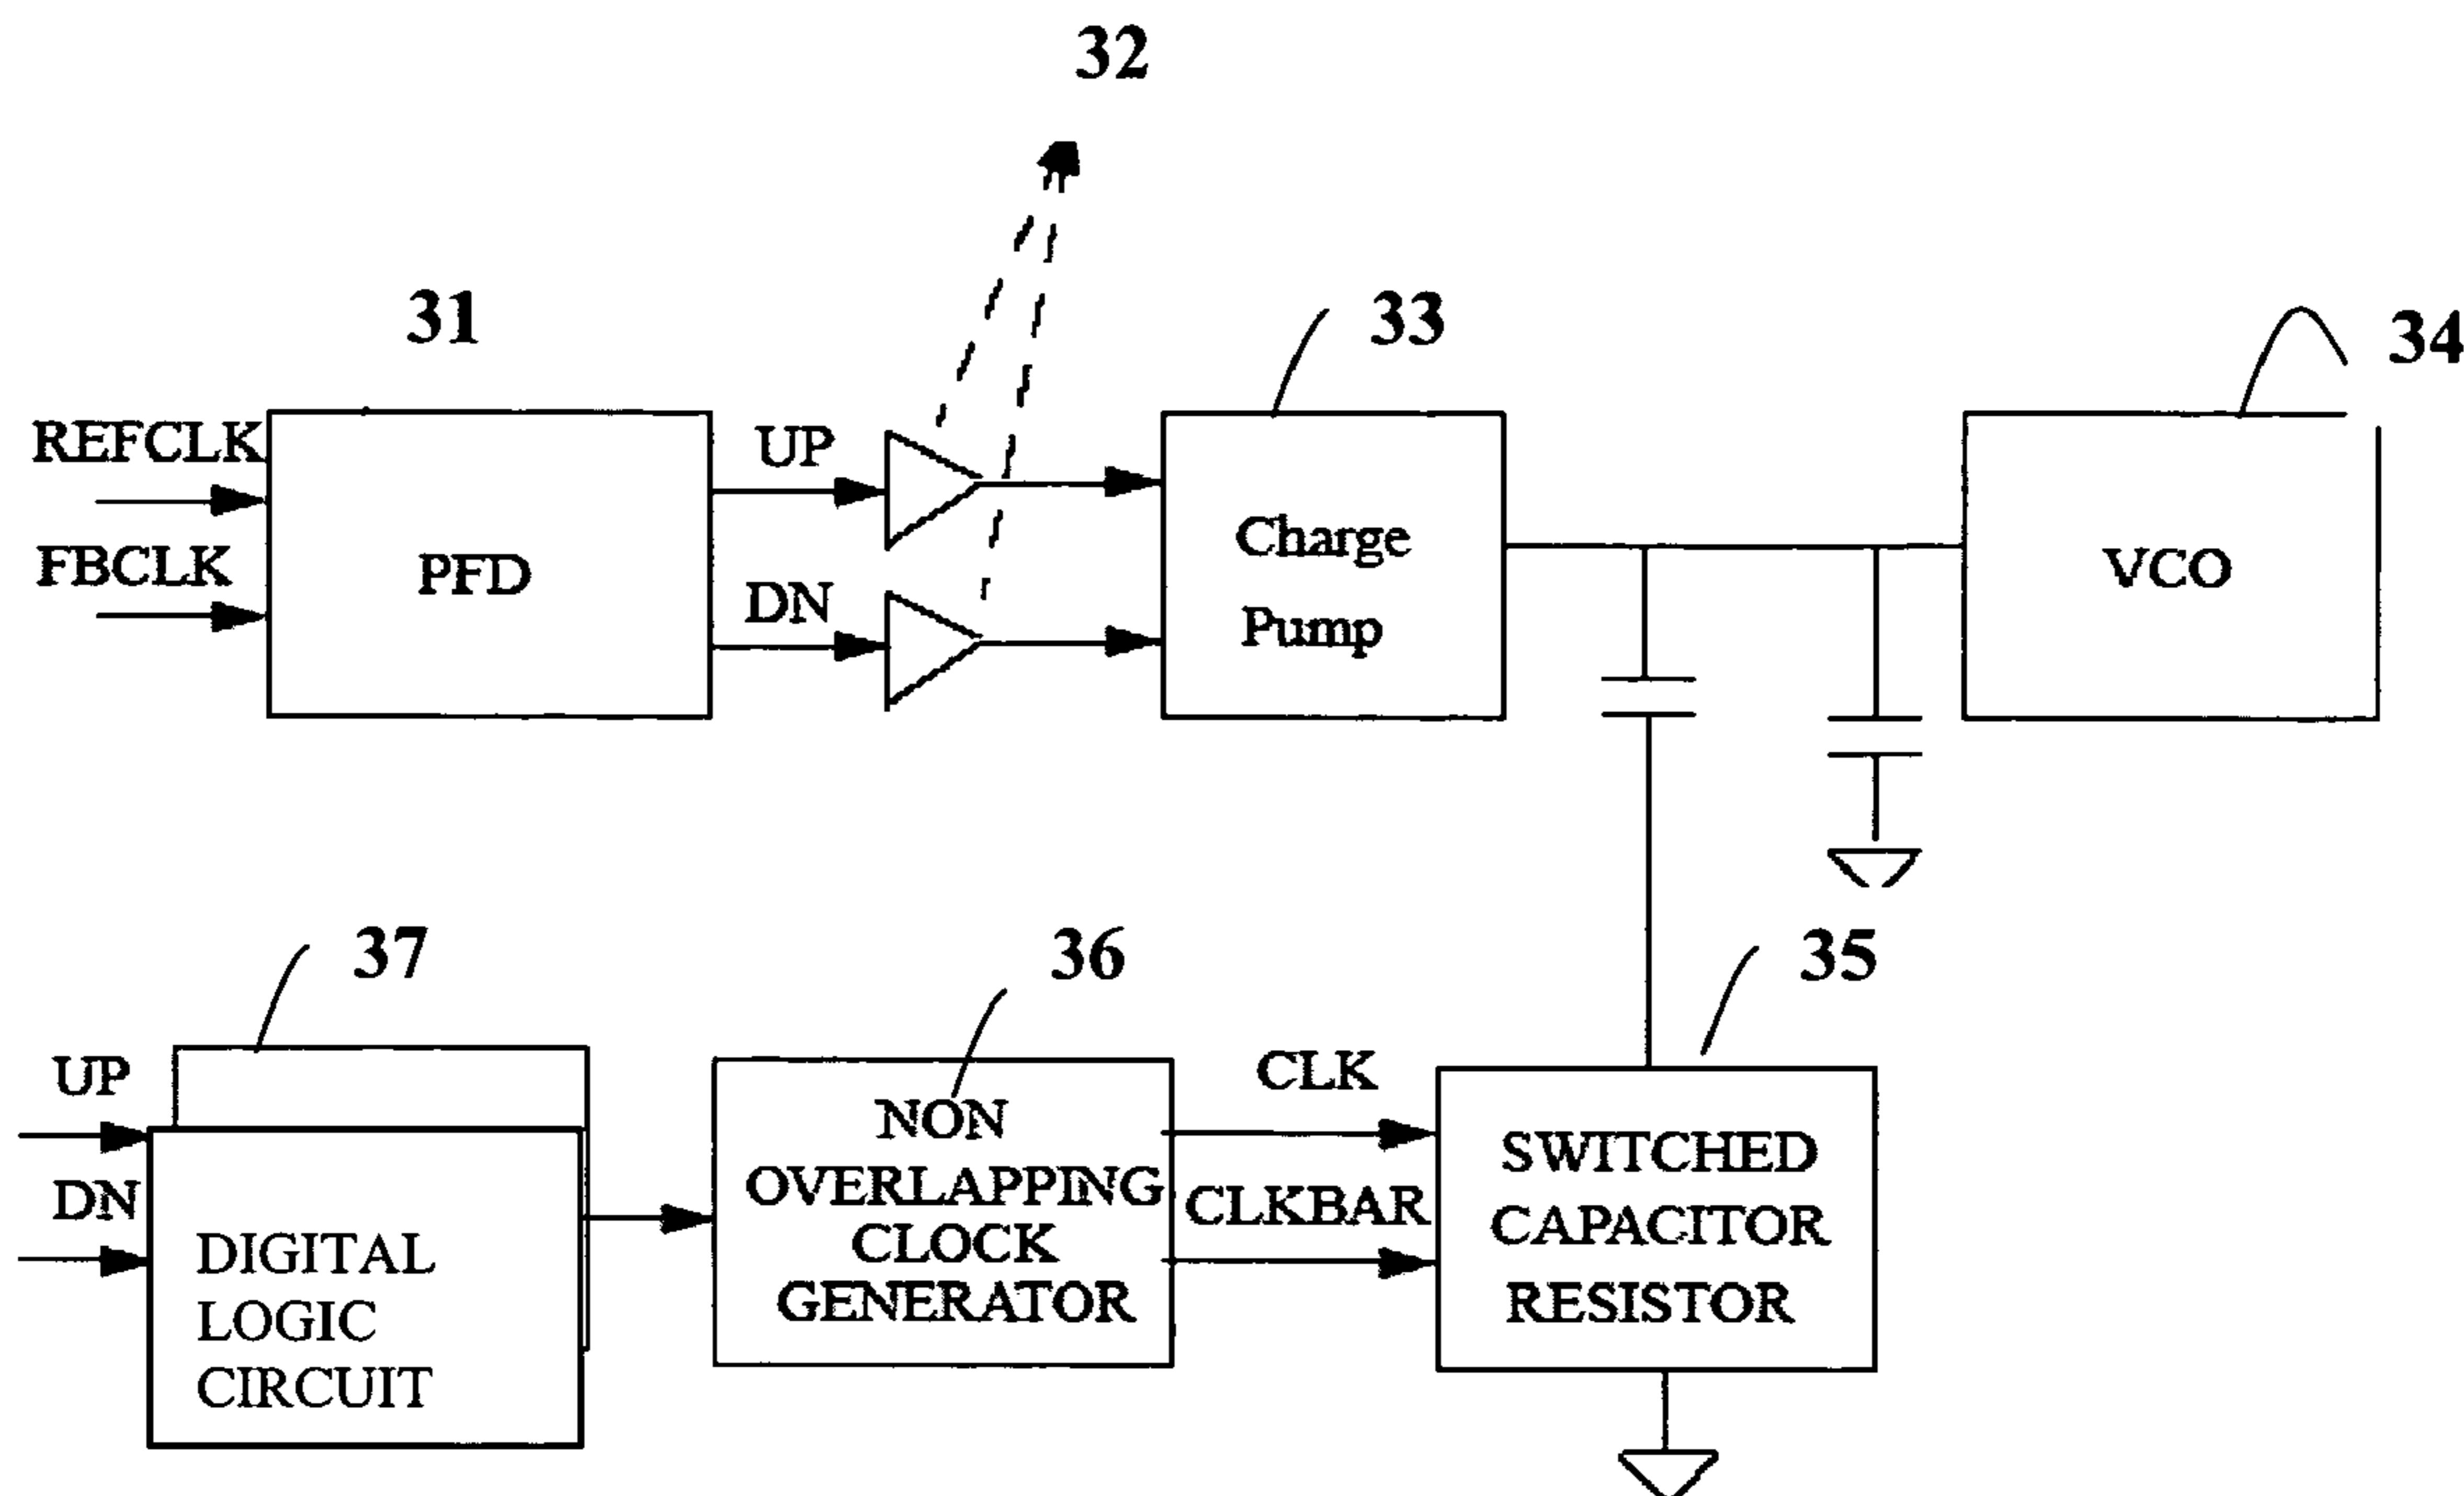 32
31
33
34
REFCLK
UP
FBCLK
PFD
Charge
Pump
VCO
DN
37
36
35
UP
CLK
NON
OVERLAPPING
CLOCK
GENERATOR
SWITCHED
CAPACITOR
RESISTOR
DN
CLKBAR
DIGITAL
LOGIC
CIRCUIT